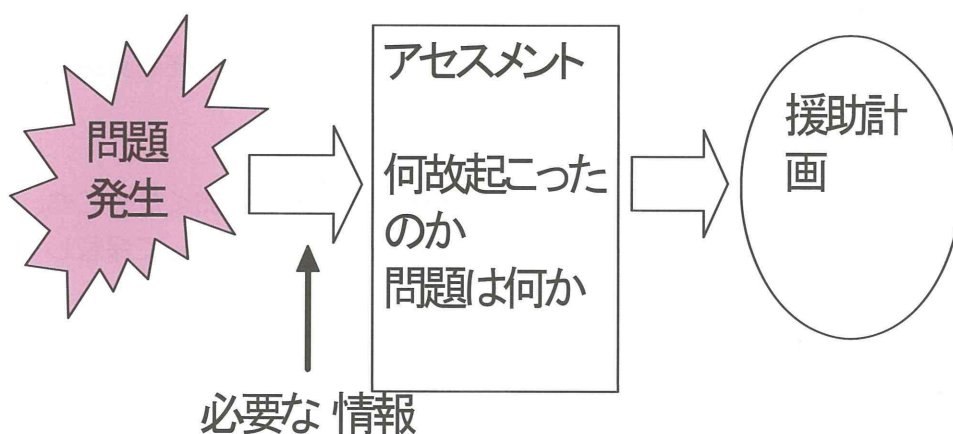 問題
発生
アセスメント
何故起こった
のか
問題は何か
援助計
画
必要な 情報